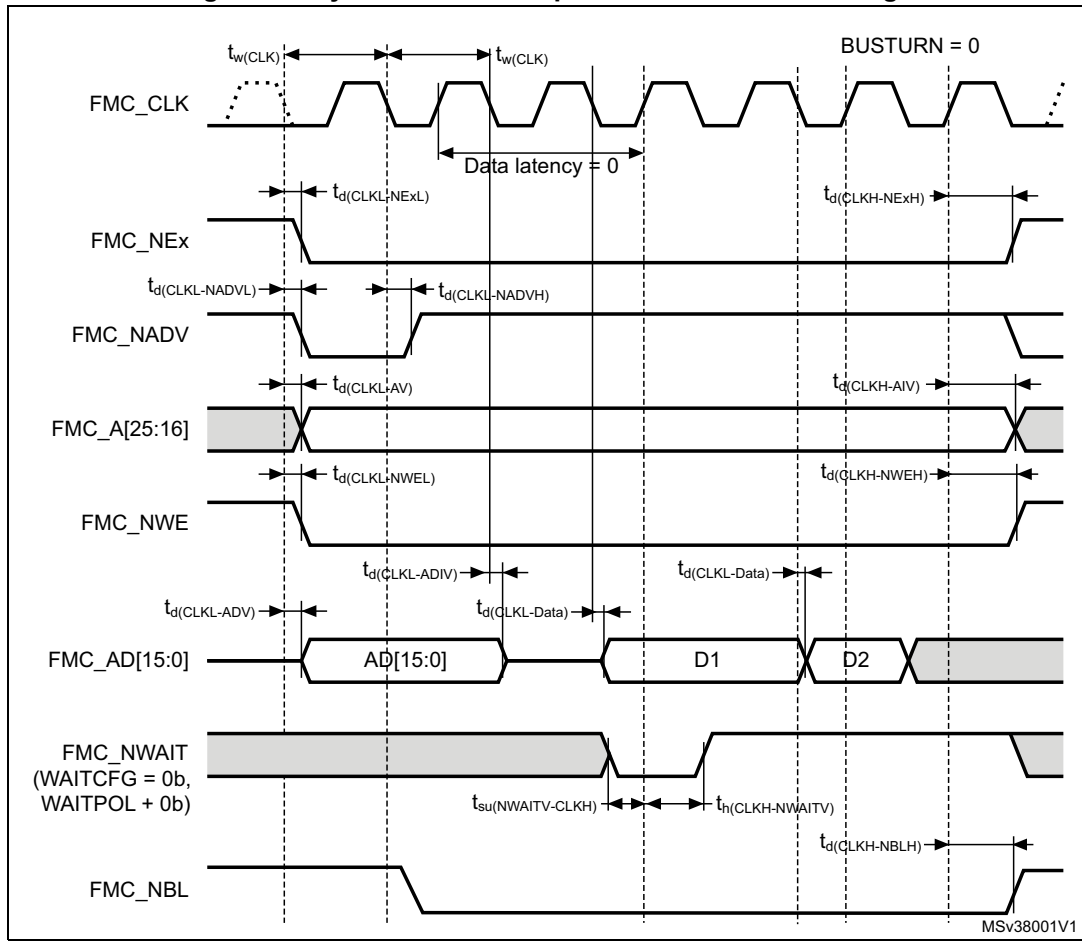 BUSTURN = 0
tw(CLK) tw(CLK)
FMC_CLK
Data latency = 0
td(CLKL-NExL) td(CLKH-NExH)
FMC_NEx
td(CLKL-NADVL) td(CLKL-NADVH)
FMC_NADV
td(CLKL-AV) td(CLKH-AIV)
FMC_A[25:16]
td(CLKL-NWEL) td(CLKH-NWEH)
FMC_NWE
td(CLKL-ADIV) td(CLKL-Data)
td(CLKL-ADV) td(CLKL-Data)
FMC_AD[15:0] AD[15:0] D1 D2
FMC_NWAIT
(WAITCFG = 0b,
WAITPOL + 0b)
tsu(NWAITV-CLKH) th(CLKH-NWAITV)
td(CLKH-NBLH)
FMC_NBL
MSv38001V1